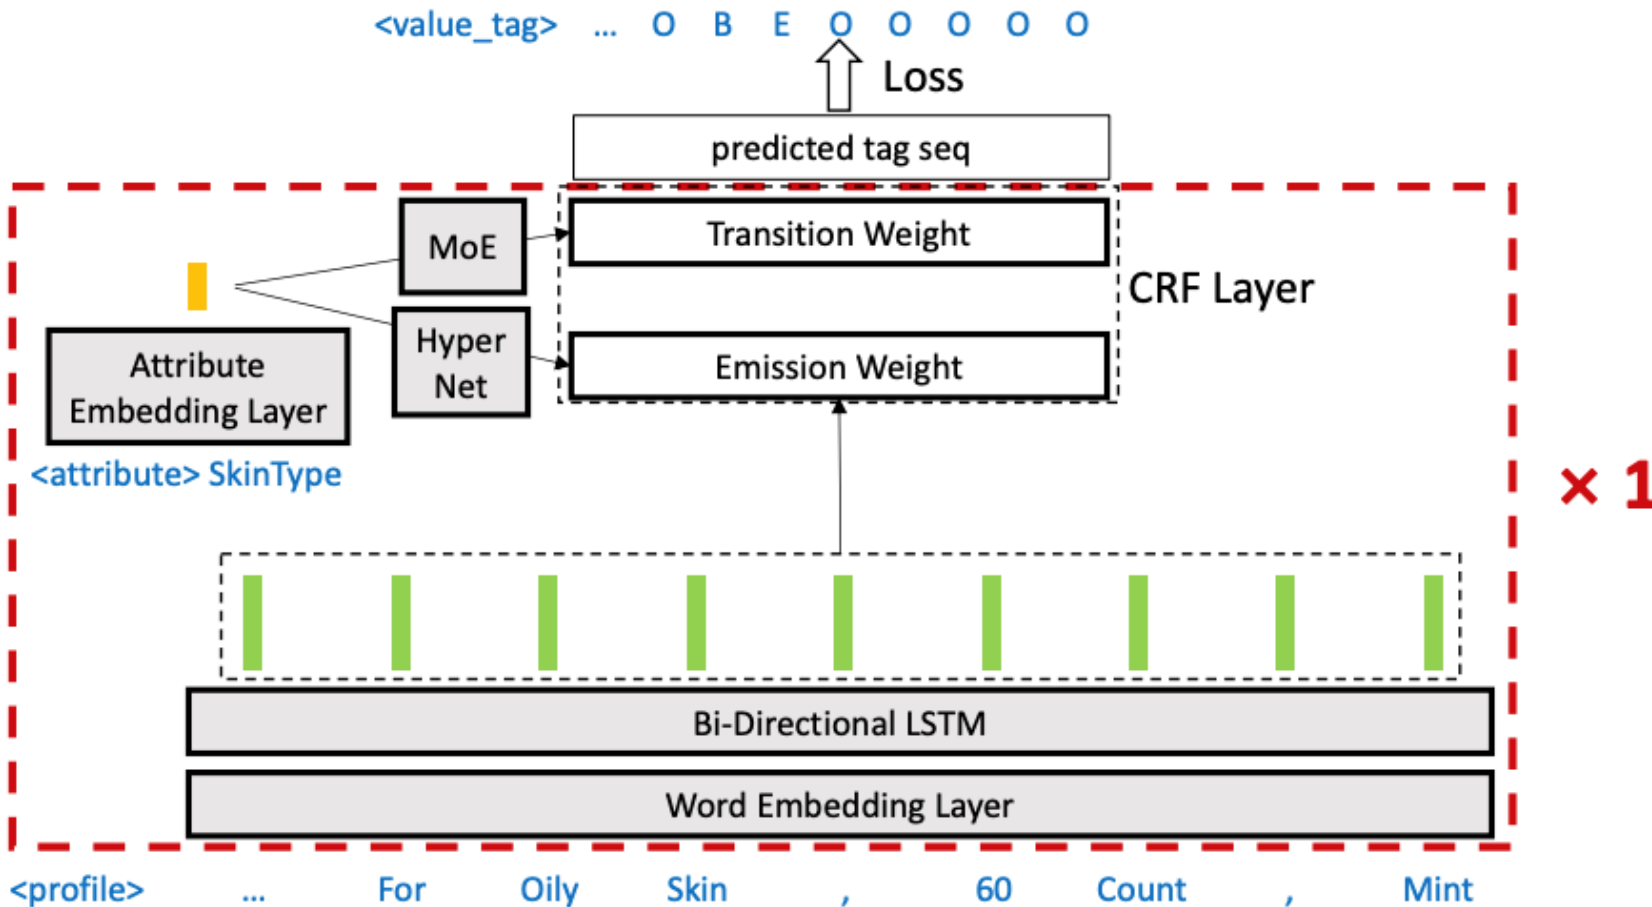 <value_tag> ... O B E O O O O O
Loss
predicted tag seq
MoE
Transition Weight
CRF Layer
Hyper
Net
Emission Weight
Attribute
Embedding Layer
<attribute> SkinType
× 1
Bi-Directional LSTM
Word Embedding Layer
<profile> ... For Oily Skin , 60 Count , Mint